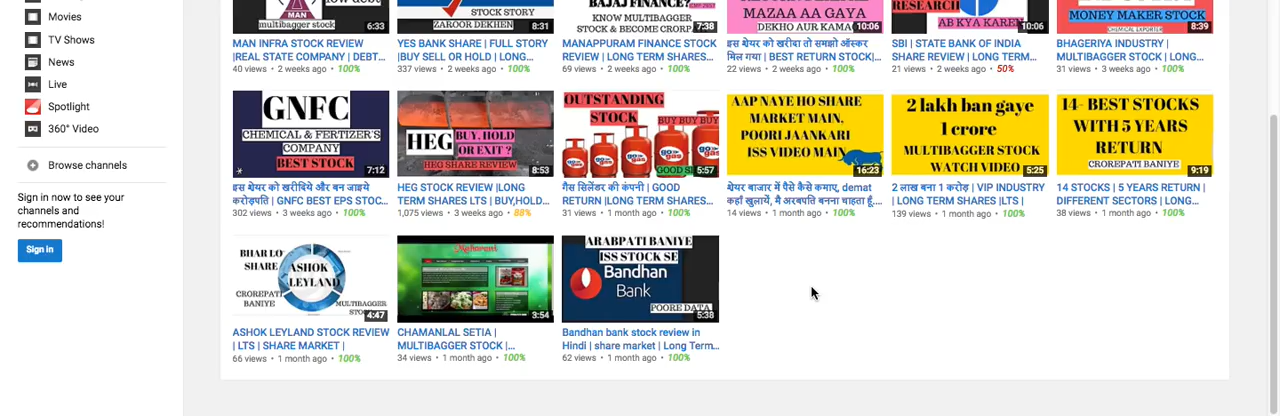 Movies
TV Shows
News
Live
Spotlight
360° Video
Browse channels
Sign in now to see your
channels and
recommendations!
Sign in
MAN
multibagger stock
6:33
MAN INFRA STOCK REVIEW
|REAL STATE COMPANY | DEBT...
40 views • 2 weeks ago • 100%
STOCK STORY
ZAROOR DEKHEN
8:31
YES BANK SHARE | FULL STORY
|BUY SELL OR HOLD | LONG...
337 views • 2 weeks ago • 100%
BAJAJ FINANCE?
KNOW MULTIBAGGER
STOCK & BECOME CRORP
7:38
MANAPPURAM FINANCE STOCK
REVIEW | LONG TERM SHARES...
69 views • 2 weeks ago • 100%
MAZAA AA GAYA
DEKHO AUR KAMA
10:06
इस शेयर को खरीदा तो समझो ऑस्कर
मिल गया | BEST RETURN STOCK|...
22 views • 2 weeks ago • 100%
RESEARCH
AB KYA KAREN
10:06
SBI | STATE BANK OF INDIA
SHARE REVIEW | LONG TERM...
21 views • 2 weeks ago • 50%
MONEY MAKER STOCK
CHEMICAL EXPORTER
8:39
BHAGERIYA INDUSTRY |
MULTIBAGGER STOCK | LONG...
31 views • 3 weeks ago • 100%
GNFC
CHEMICAL & FERTIZER'S
COMPANY
BEST STOCK
7:12
इस शेयर को खरीदिये और बन जाइये
करोड़पति | GNFC BEST EPS STOC...
302 views • 3 weeks ago • 100%
HEG
BUY, HOLD
OR EXIT ?
HEG SHARE REVIEW
8:53
HEG STOCK REVIEW |LONG
TERM SHARES LTS | BUY,HOLD...
1,075 views • 3 weeks ago • 88%
OUTSTANDING
STOCK
BUY BUY BUY
go gas
go gas
GOOD
5:57
गैस सिलेंडर की कंपनी | GOOD
RETURN |LONG TERM SHARES...
31 views • 1 month ago • 100%
AAP NAYE HO SHARE
MARKET MAIN,
POORI JAANKARI
ISS VIDEO MAIN
16:23
शेयर बाजार में पैसे कैसे कमाए, demat
कहाँ खुलायें, मै अरबपति बनना चाहता हूँ,...
14 views • 1 month ago • 100%
2 lakh ban gaye
1 crore
MULTIBAGGER STOCK
WATCH VIDEO
5:25
2 लाख बना 1 करोड़ | VIP INDUSTRY
| LONG TERM SHARES |LTS |
139 views • 1 month ago • 100%
14- BEST STOCKS
WITH 5 YEARS
RETURN
CROREPATI BANIYE
9:19
14 STOCKS | 5 YEARS RETURN |
DIFFERENT SECTORS | LONG...
38 views • 1 month ago • 100%
BHAR LO
SHARE
ASHOK
LEYLAND
CROREPATI
BANIYE
MULTIBAGGER
4:47
ASHOK LEYLAND STOCK REVIEW
| LTS | SHARE MARKET |
66 views • 1 month ago • 100%
Maharani
3:54
CHAMANLAL SETIA |
MULTIBAGGER STOCK |...
34 views • 1 month ago • 100%
ARABPATI BANIYE
ISS STOCK SE
Bandhan
Bank
POORE DATA
5:38
Bandhan bank stock review in
Hindi | share market | Long Term...
62 views • 1 month ago • 100%